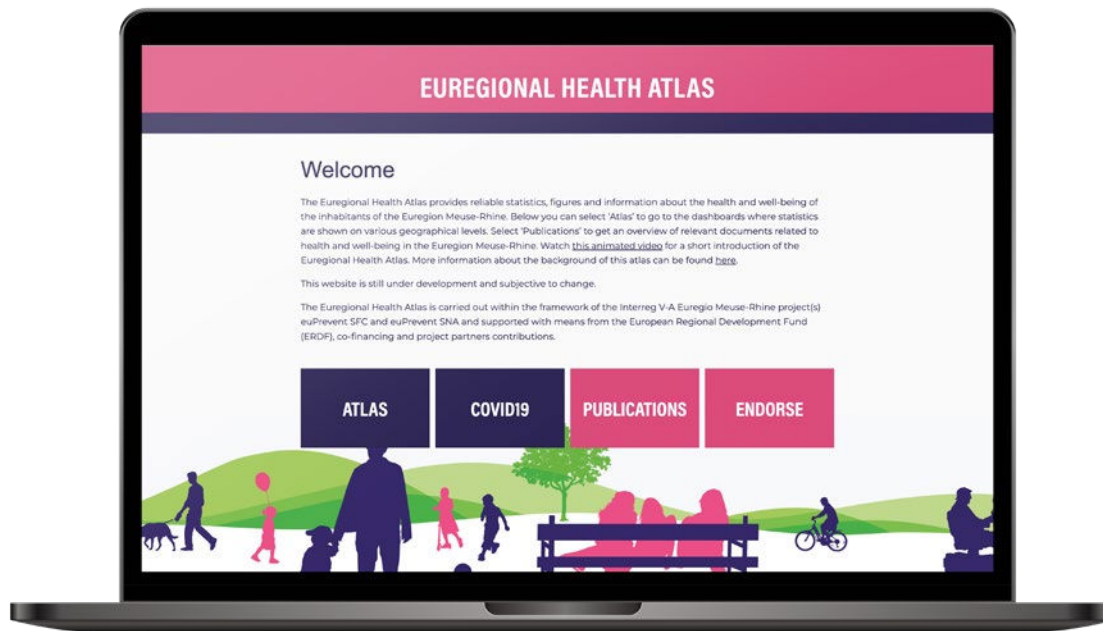 EUREGIONAL HEALTH ATLAS
Welcome
The Euregional Health Atlas provides reliable statistics, figures and information about the health and well-being of
the inhabitants of the Euregion Meuse-Rhine. Below you can select 'Atlas' to go to the dashboards where statistics
are shown on various geographical levels. Select 'Publications' to get an overview of relevant documents related to
health and well-being in the Euregion Meuse-Rhine. Watch this animated video for a short introduction of the
Euregional Health Atlas. More information about the background of this atlas can be found here.
This website is still under development and subjective to change.
The Euregional Health Atlas is carried out within the framework of the Interreg V-A Euregio Meuse-Rhine project(s)
euPrevent SFC and euPrevent SNA and supported with means from the European Regional Development Fund
(ERDF), co-financing and project partners contributions.
ATLAS
COVID19
PUBLICATIONS
ENDORSE